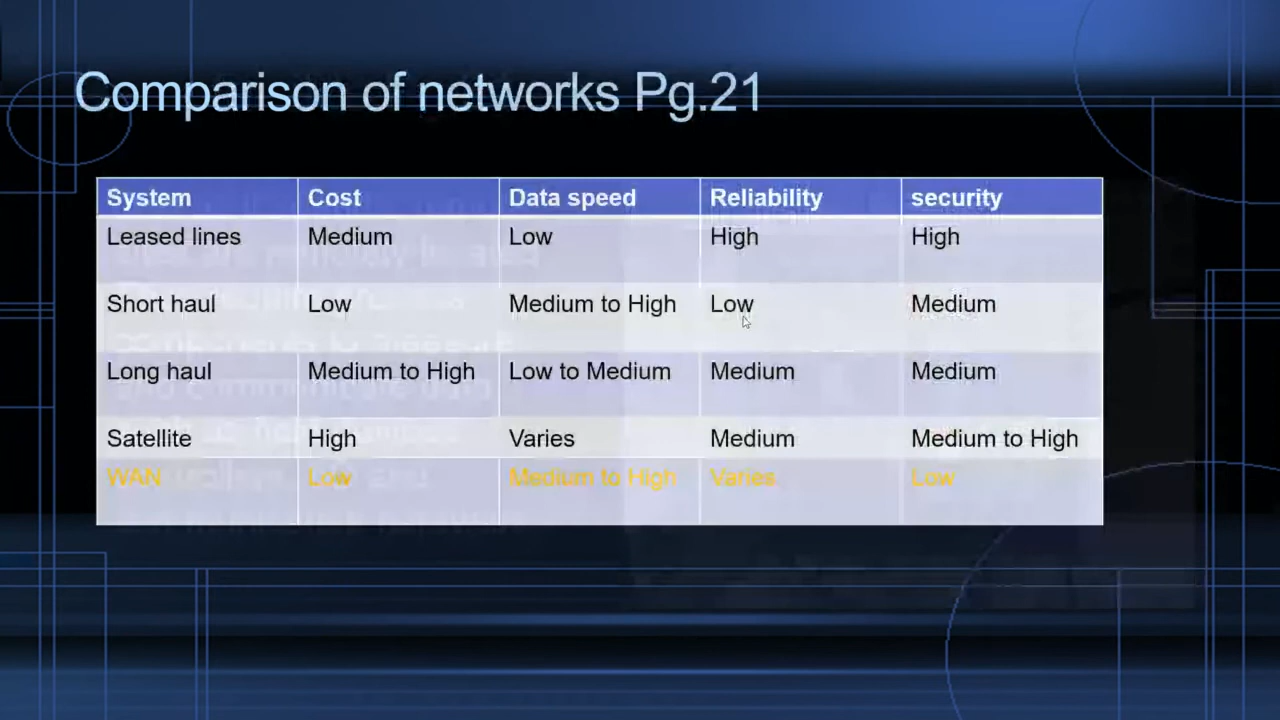 Comparison of networks Pg.21
System Cost Data speed Reliability security
Leased lines Medium Low High High
Short haul Low Medium to High Low Medium
Long haul Medium to High Low to Medium Medium Medium
Satellite High Varies Medium Medium to High
WAN Low Medium to High Varies Low